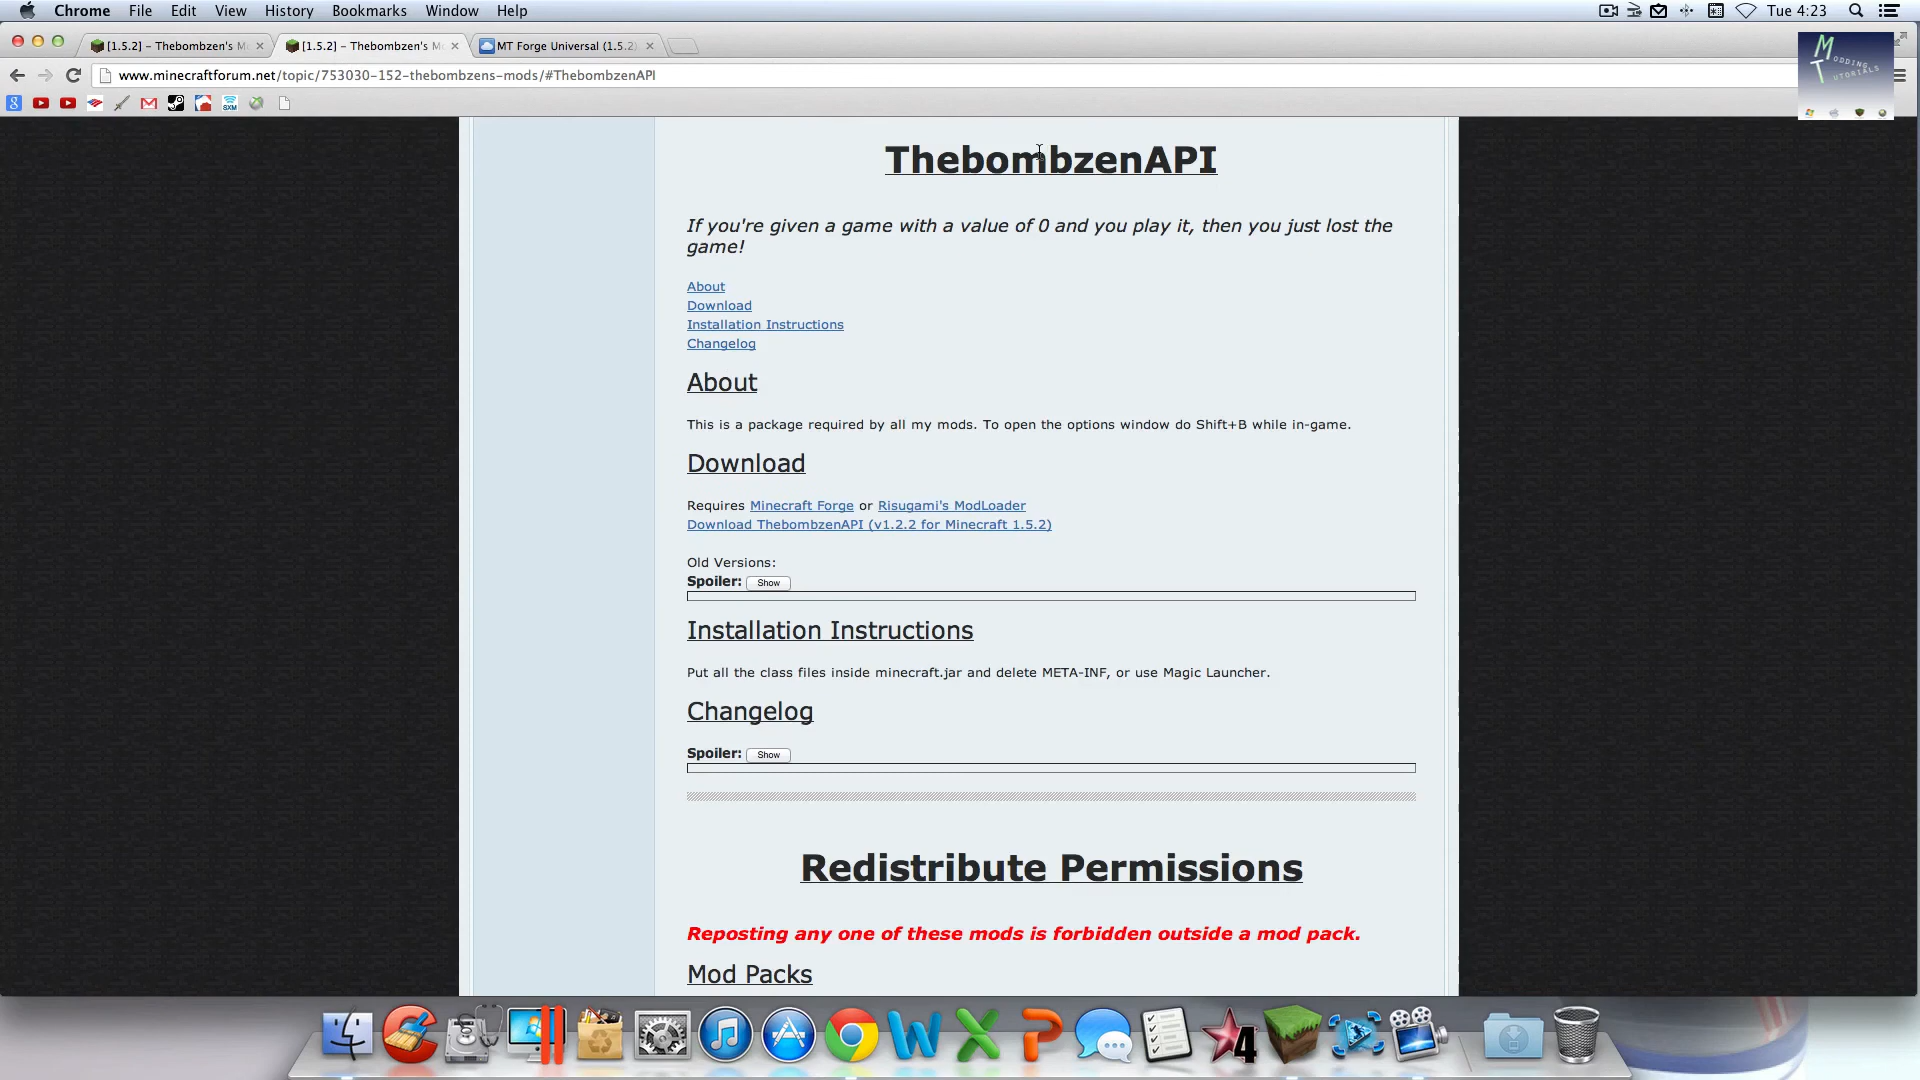 Chrome File Edit View History Bookmarks Window Help Tue 4:23
[1.5.2] - Thebombzen's Mo [1.5.2] - Thebombzen's Mo MT Forge Universal (1.5.2)
www.minecraftforum.net/topic/753030-152-thebombzens-mods/#ThebombzenAPI
MODDING
TUTORIALS
ThebombzenAPI
If you're given a game with a value of 0 and you play it, then you just lost the
game!
About
Download
Installation Instructions
Changelog
About
This is a package required by all my mods. To open the options window do Shift+B while in-game.
Download
Requires Minecraft Forge or Risugami's ModLoader
Download ThebombzenAPI (v1.2.2 for Minecraft 1.5.2)
Old Versions:
Spoiler: Show
Installation Instructions
Put all the class files inside minecraft.jar and delete META-INF, or use Magic Launcher.
Changelog
Spoiler: Show
Redistribute Permissions
Reposting any one of these mods is forbidden outside a mod pack.
Mod Packs